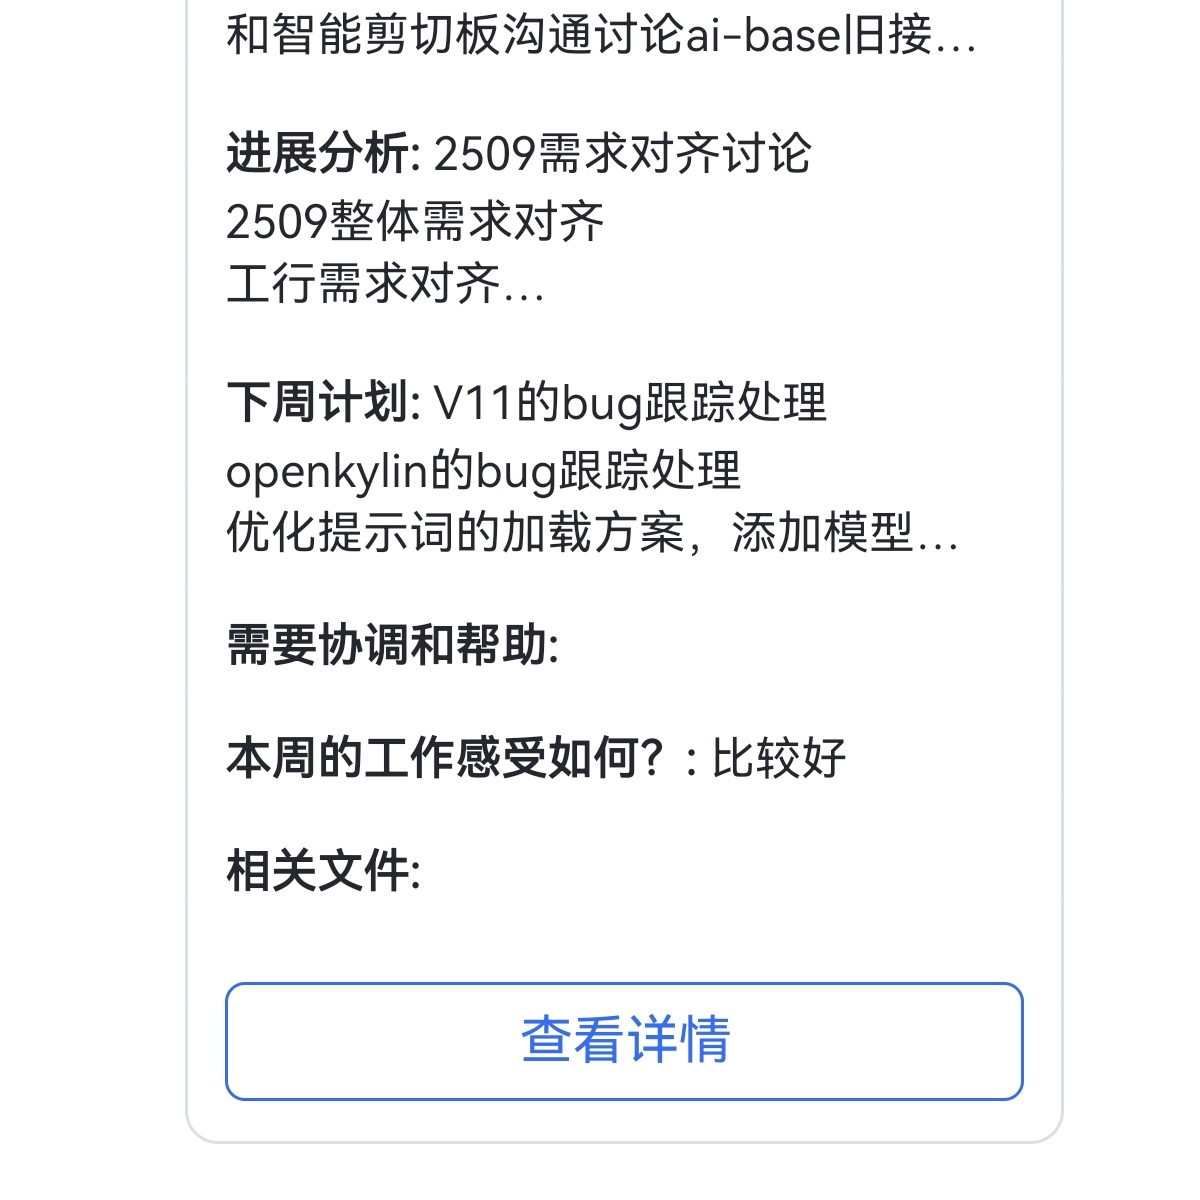 和智能剪切板沟通讨论ai-base旧接...
进展分析: 2509需求对齐讨论
2509整体需求对齐
工行需求对齐...
下周计划: V11的bug跟踪处理
openkylin的bug跟踪处理
优化提示词的加载方案，添加模型...
需要协调和帮助:
本周的工作感受如何？: 比较好
相关文件:
查看详情